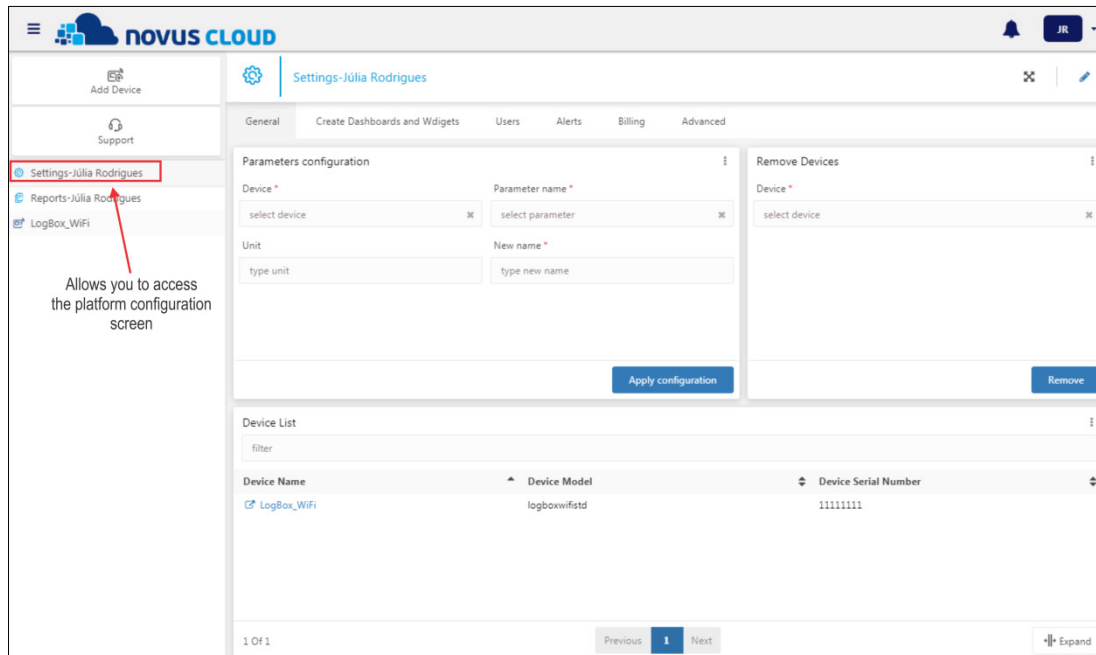 NOVUS CLOUD
JR
Add Device
Support
Settings-Júlia Rodrigues
Reports-Júlia Rodrigues
LogBox_WiFi
Allows you to access
the platform configuration
screen
Settings-Júlia Rodrigues
General Create Dashboards and Wdigets Users Alerts Billing Advanced
Parameters configuration
Device * Parameter name *
select device select parameter
Unit New name *
type unit type new name
Apply configuration
Remove Devices
Device *
select device
Remove
Device List
filter
Device Name Device Model Device Serial Number
LogBox_WiFi logboxwifistd 11111111
1 Of 1 Previous 1 Next Expand